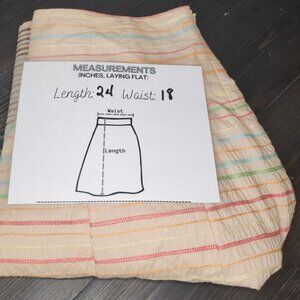 MEASUREMENTS
(INCHES, LAYING FLAT)
Length: 24 Waist: 18
Waist
Length